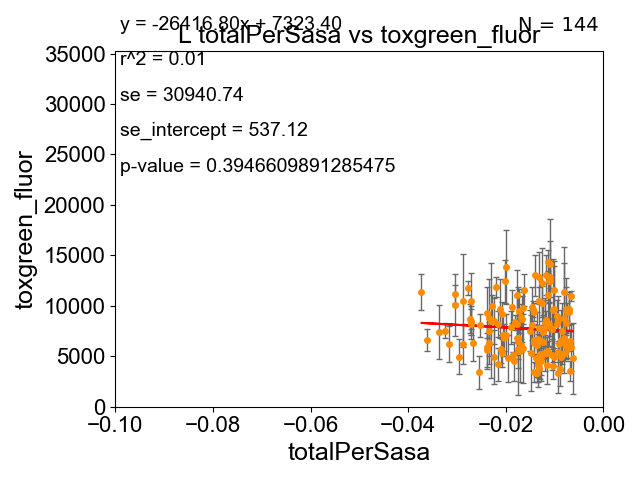 y = -26416.80x + 7323.40
N = 144
L totalPerSasa vs toxgreen_fluor
r^2 = 0.01
se = 30940.74
se_intercept = 537.12
p-value = 0.3946609891285475
35000
30000
25000
20000
15000
10000
5000
0
toxgreen_fluor
−0.10 −0.08 −0.06 −0.04 −0.02 0.00
totalPerSasa